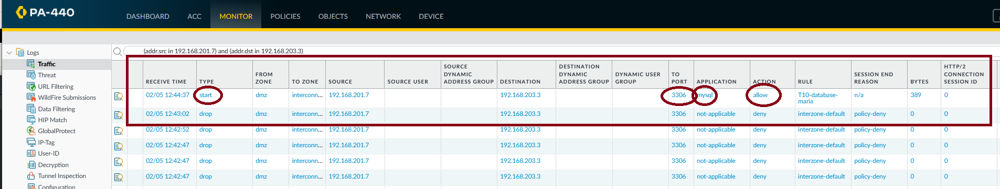 PA-440
DASHBOARD ACC MONITOR POLICIES OBJECTS NETWORK DEVICE
Logs
Traffic
Threat
URL Filtering
WildFire Submissions
Data Filtering
HIP Match
GlobalProtect
IP-Tag
User-ID
Decryption
Tunnel Inspection
Configuration
(addr.src in 192.168.201.7) and (addr.dst in 192.168.203.3)
RECEIVE TIME TYPE FROM ZONE TO ZONE SOURCE SOURCE USER SOURCE DYNAMIC ADDRESS GROUP DESTINATION DESTINATION DYNAMIC ADDRESS GROUP DYNAMIC USER GROUP TO PORT APPLICATION ACTION RULE SESSION END REASON BYTES HTTP/2 CONNECTION SESSION ID
02/05 12:44:37 start dmz interconn... 192.168.201.7 192.168.203.3 3306 mysql allow T10-database-maria n/a 389 0
02/05 12:43:02 drop dmz interconn... 192.168.201.7 192.168.203.3 3306 not-applicable deny interzone-default policy-deny 0 0
02/05 12:42:52 drop dmz interconn... 192.168.201.7 192.168.203.3 3306 not-applicable deny interzone-default policy-deny 0 0
02/05 12:42:47 drop dmz interconn... 192.168.201.7 192.168.203.3 3306 not-applicable deny interzone-default policy-deny 0 0
02/05 12:42:47 drop dmz interconn... 192.168.201.7 192.168.203.3 3306 not-applicable deny interzone-default policy-deny 0 0
02/05 12:42:47 drop dmz interconn... 192.168.201.7 192.168.203.3 3306 not-applicable deny interzone-default policy-deny 0 0